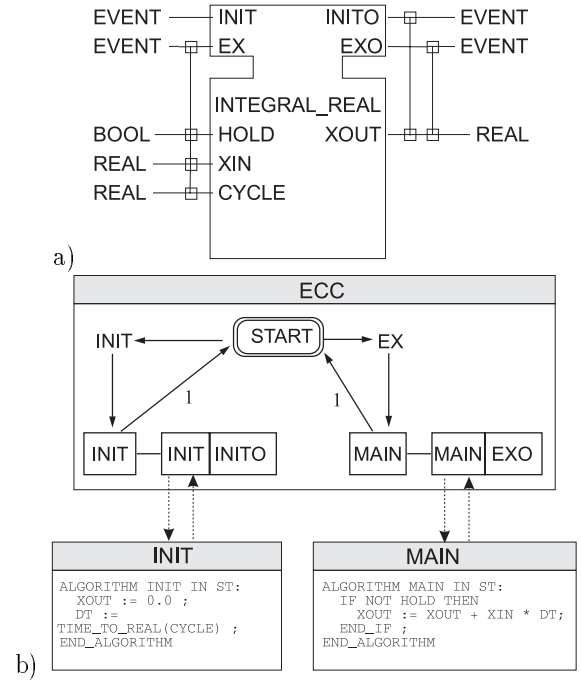 EVENT INIT INITO EVENT
EVENT EX EXO EVENT
INTEGRAL_REAL
BOOL HOLD XOUT REAL
REAL XIN
REAL CYCLE
a)
ECC
INIT START EX
1 1
INIT INIT INITO MAIN MAIN EXO
INIT
ALGORITHM INIT IN ST:
XOUT := 0.0 ;
DT :=
TIME_TO_REAL(CYCLE) ;
END_ALGORITHM
MAIN
ALGORITHM MAIN IN ST:
IF NOT HOLD THEN
XOUT := XOUT + XIN * DT;
END_IF ;
END_ALGORITHM
b)